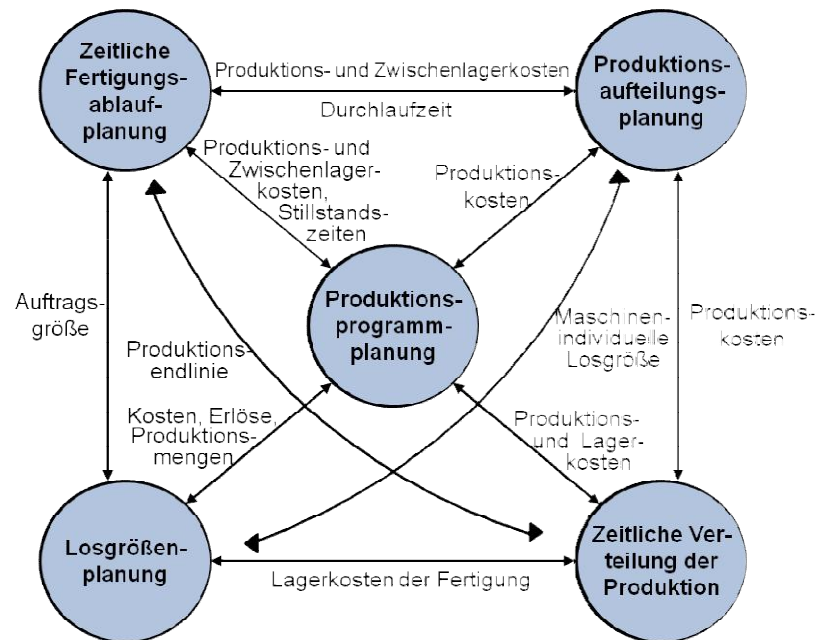 Zeitliche
Fertigungs-
ablauf-
planung
Produktions- und Zwischenlagerkosten
Durchlaufzeit
Produktions-
aufteilungs-
planung
Produktions- und
Zwischenlager-
kosten,
Stillstands-
zeiten
Produktions-
kosten
Produktions-
programm-
planung
Auftrags-
größe
Produktions-
endlinie
Maschinen-
individuelle
Losgröße
Produktions-
kosten
Kosten, Erlöse,
Produktions-
mengen
Produktions-
und Lager-
kosten
Losgrößen-
planung
Lagerkosten der Fertigung
Zeitliche Ver-
teilung der
Produktion